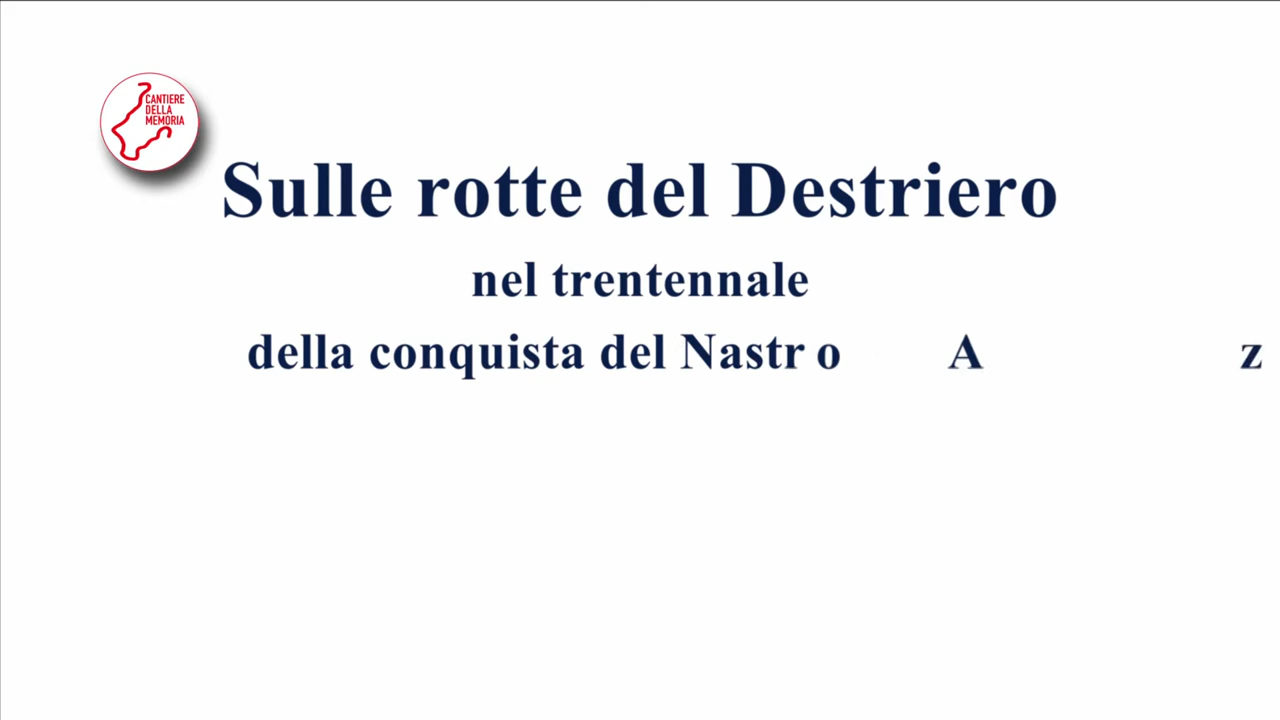 CANTIERE
DELLA
MEMORIA
Sulle rotte del Destriero
nel trentennale
della conquista del Nastr o A z